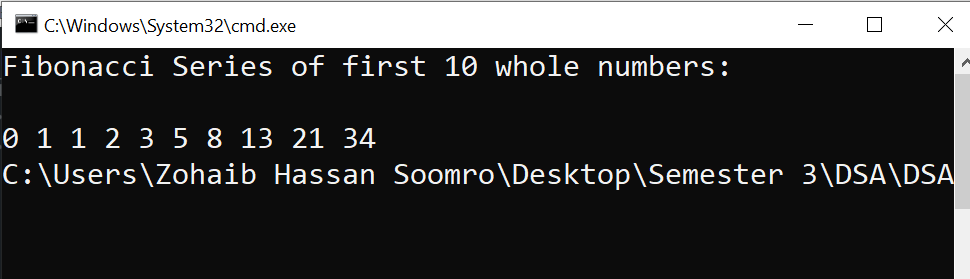 C:\Windows\System32\cmd.exe
Fibonacci Series of first 10 whole numbers:
0 1 1 2 3 5 8 13 21 34
C:\Users\Zohaib Hassan Soomro\Desktop\Semester 3\DSA\DSA